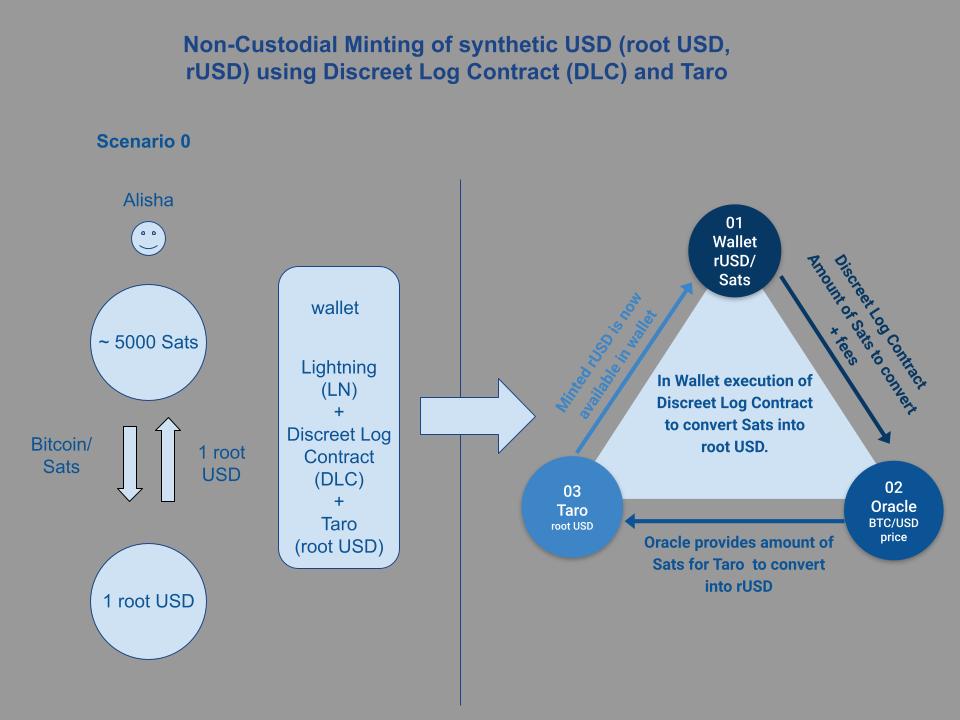 Non-Custodial Minting of synthetic USD (root USD,
rUSD) using Discreet Log Contract (DLC) and Taro
Scenario 0
Alisha
~ 5000 Sats
Bitcoin/
Sats
1 root
USD
1 root USD
wallet
Lightning
(LN)
+
Discreet Log
Contract
(DLC)
+
Taro
(root USD)
01
Wallet
rUSD/
Sats
Discreet Log Contract
Amount of Sats to convert
+ fees
Minted rUSD is now
available in wallet
In Wallet execution of
Discreet Log Contract
to convert Sats into
root USD.
03
Taro
root USD
02
Oracle
BTC/USD
price
Oracle provides amount of
Sats for Taro to convert
into rUSD